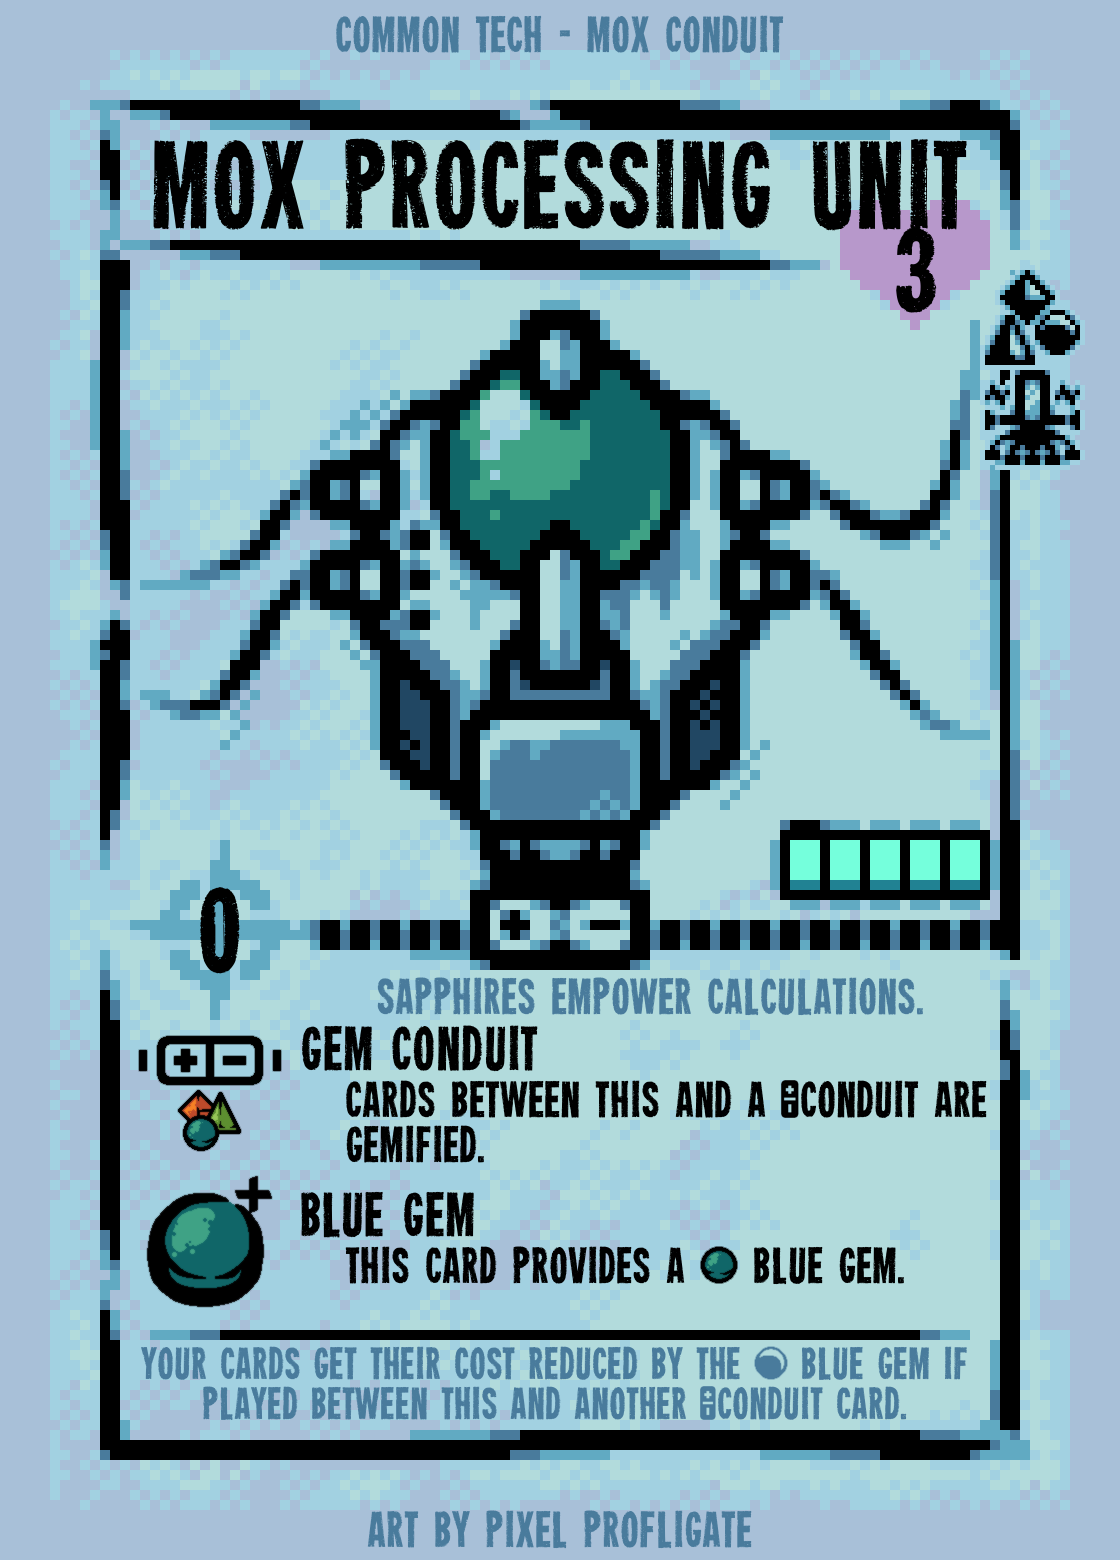 COMMON TECH - MOX CONDUIT
MOX PROCESSING UNIT
3
0
SAPPHIRES EMPOWER CALCULATIONS.
GEM CONDUIT
CARDS BETWEEN THIS AND A CONDUIT ARE
GEMIFIED.
BLUE GEM
THIS CARD PROVIDES A BLUE GEM.
YOUR CARDS GET THEIR COST REDUCED BY THE BLUE GEM IF
PLAYED BETWEEN THIS AND ANOTHER CONDUIT CARD.
ART BY PIXEL PROFLIGATE